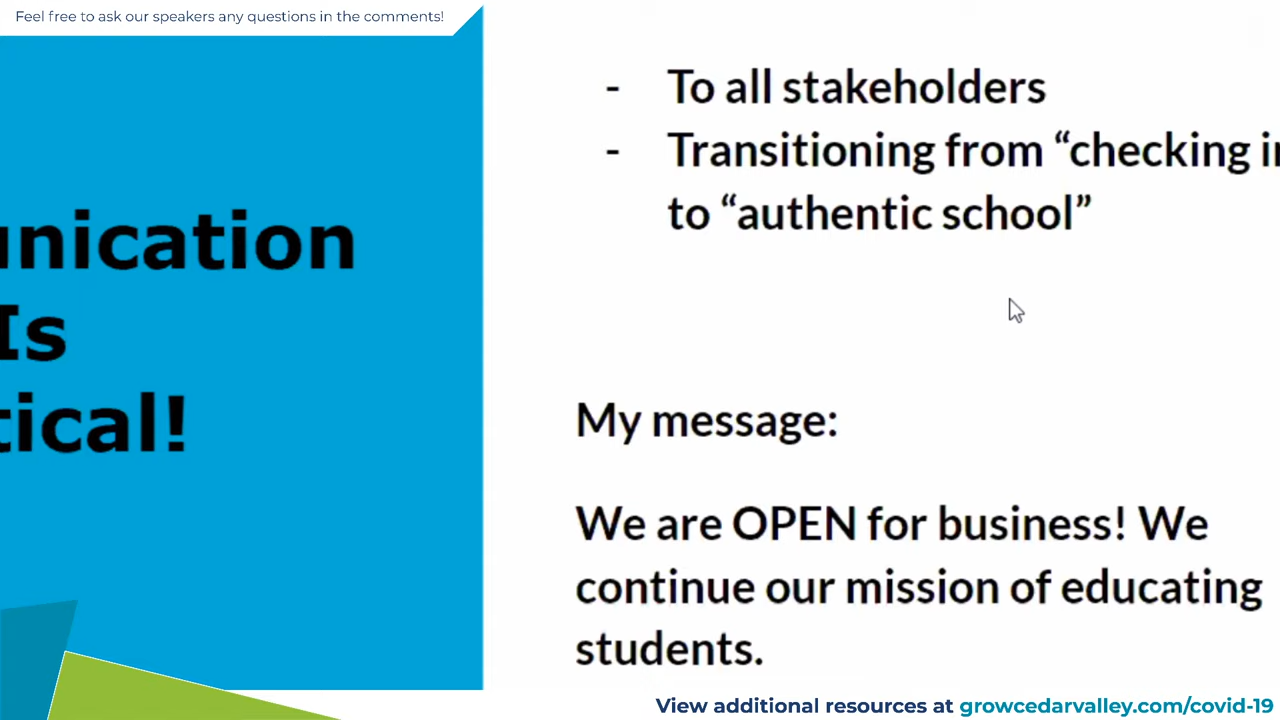 Feel free to ask our speakers any questions in the comments!
- To all stakeholders
- Transitioning from “checking
to “authentic school”
Is
My message:
We are OPEN for business! We
continue our mission of educating
students.
View additional resources at growcedarvalley.com/covid-19